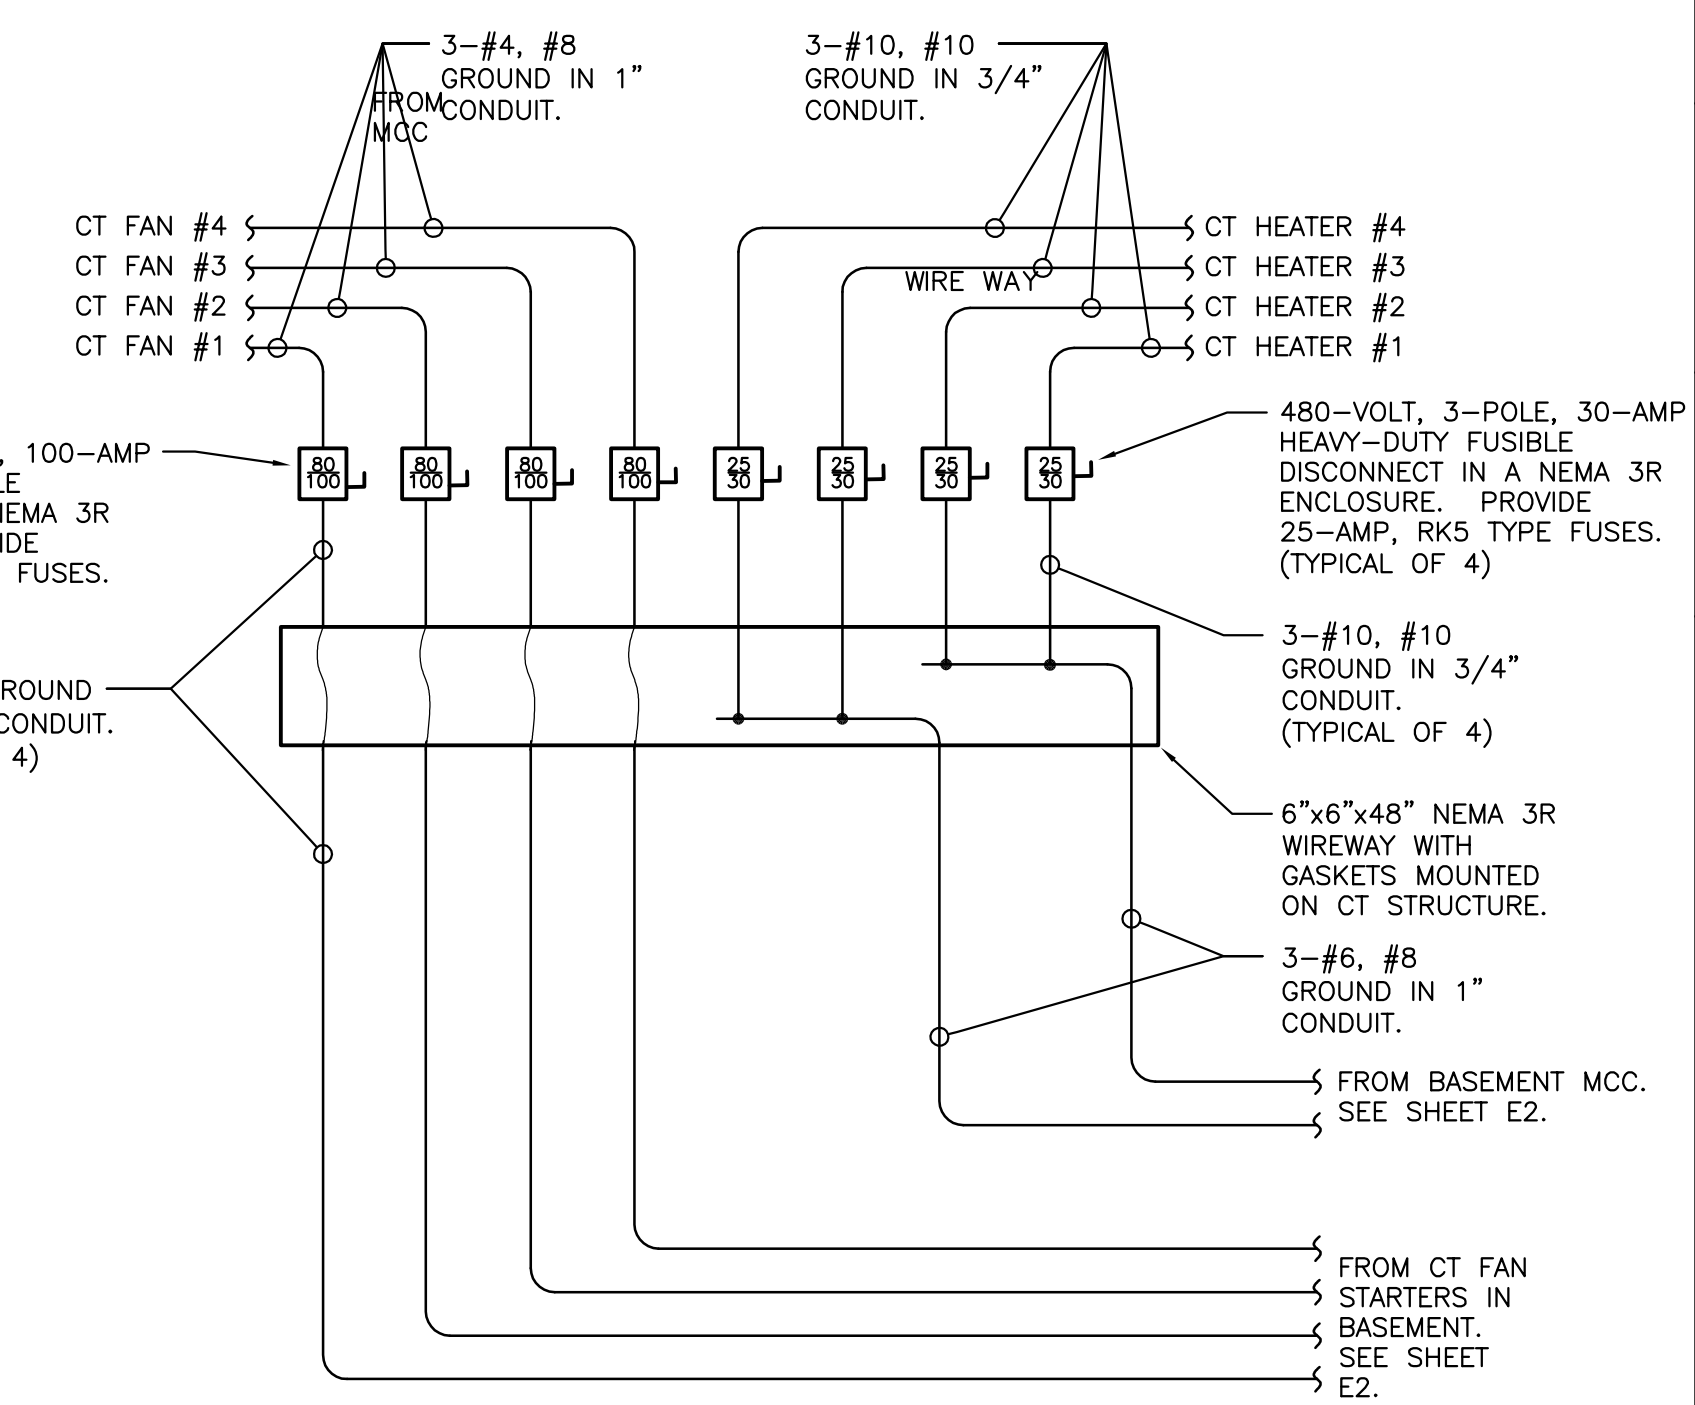 3-#4, #8
GROUND IN 1"
CONDUIT.
FROM
MCC
3-#10, #10
GROUND IN 3/4"
CONDUIT.
CT FAN #4
CT FAN #3
CT FAN #2
CT FAN #1
WIRE WAY
CT HEATER #4
CT HEATER #3
CT HEATER #2
CT HEATER #1
, 100-AMP
LE
NEMA 3R
IDE
FUSES.
80
100
80
100
80
100
80
100
25
30
25
30
25
30
25
30
480-VOLT, 3-POLE, 30-AMP
HEAVY-DUTY FUSIBLE
DISCONNECT IN A NEMA 3R
ENCLOSURE. PROVIDE
25-AMP, RK5 TYPE FUSES.
(TYPICAL OF 4)
ROUND
CONDUIT.
4)
3-#10, #10
GROUND IN 3/4"
CONDUIT.
(TYPICAL OF 4)
6"x6"x48" NEMA 3R
WIREWAY WITH
GASKETS MOUNTED
ON CT STRUCTURE.
3-#6, #8
GROUND IN 1"
CONDUIT.
FROM BASEMENT MCC.
SEE SHEET E2.
FROM CT FAN
STARTERS IN
BASEMENT.
SEE SHEET
E2.